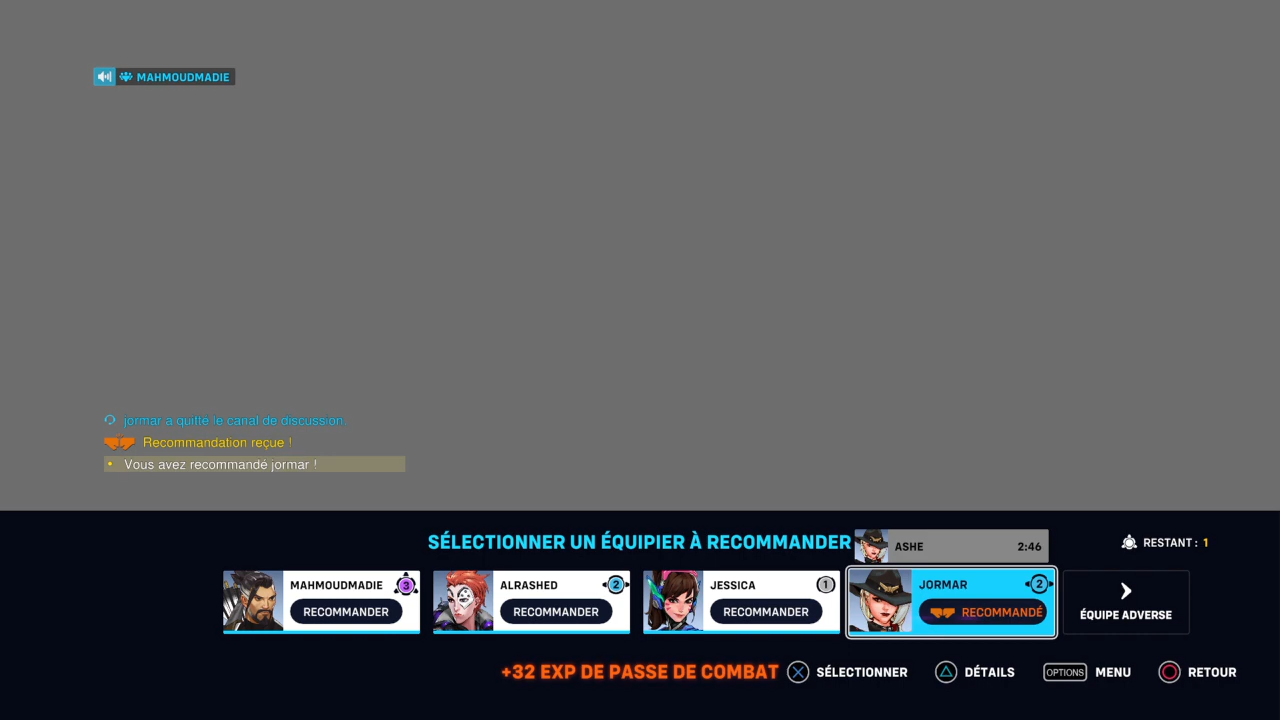 MAHMOUDMADIE
jormar a quitté le canal de discussion.
Recommandation reçue !
Vous avez recommandé jormar !
SÉLECTIONNER UN ÉQUIPIER À RECOMMANDER
ASHE 2:46
RESTANT : 1
MAHMOUDMADIE 3
RECOMMANDER
ALRASHED 2
RECOMMANDER
JESSICA 1
RECOMMANDER
JORMAR 2
RECOMMANDÉ
ÉQUIPE ADVERSE
+32 EXP DE PASSE DE COMBAT
SÉLECTIONNER
DÉTAILS
OPTIONS MENU
RETOUR